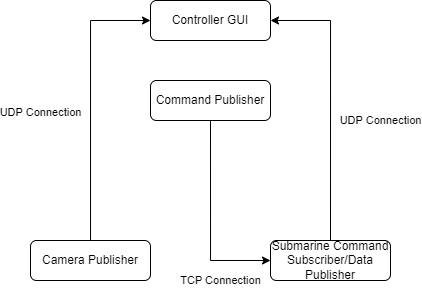 Controller GUI
UDP Connection
Command Publisher
UDP Connection
Camera Publisher
Submarine Command
Subscriber/Data
Publisher
TCP Connection